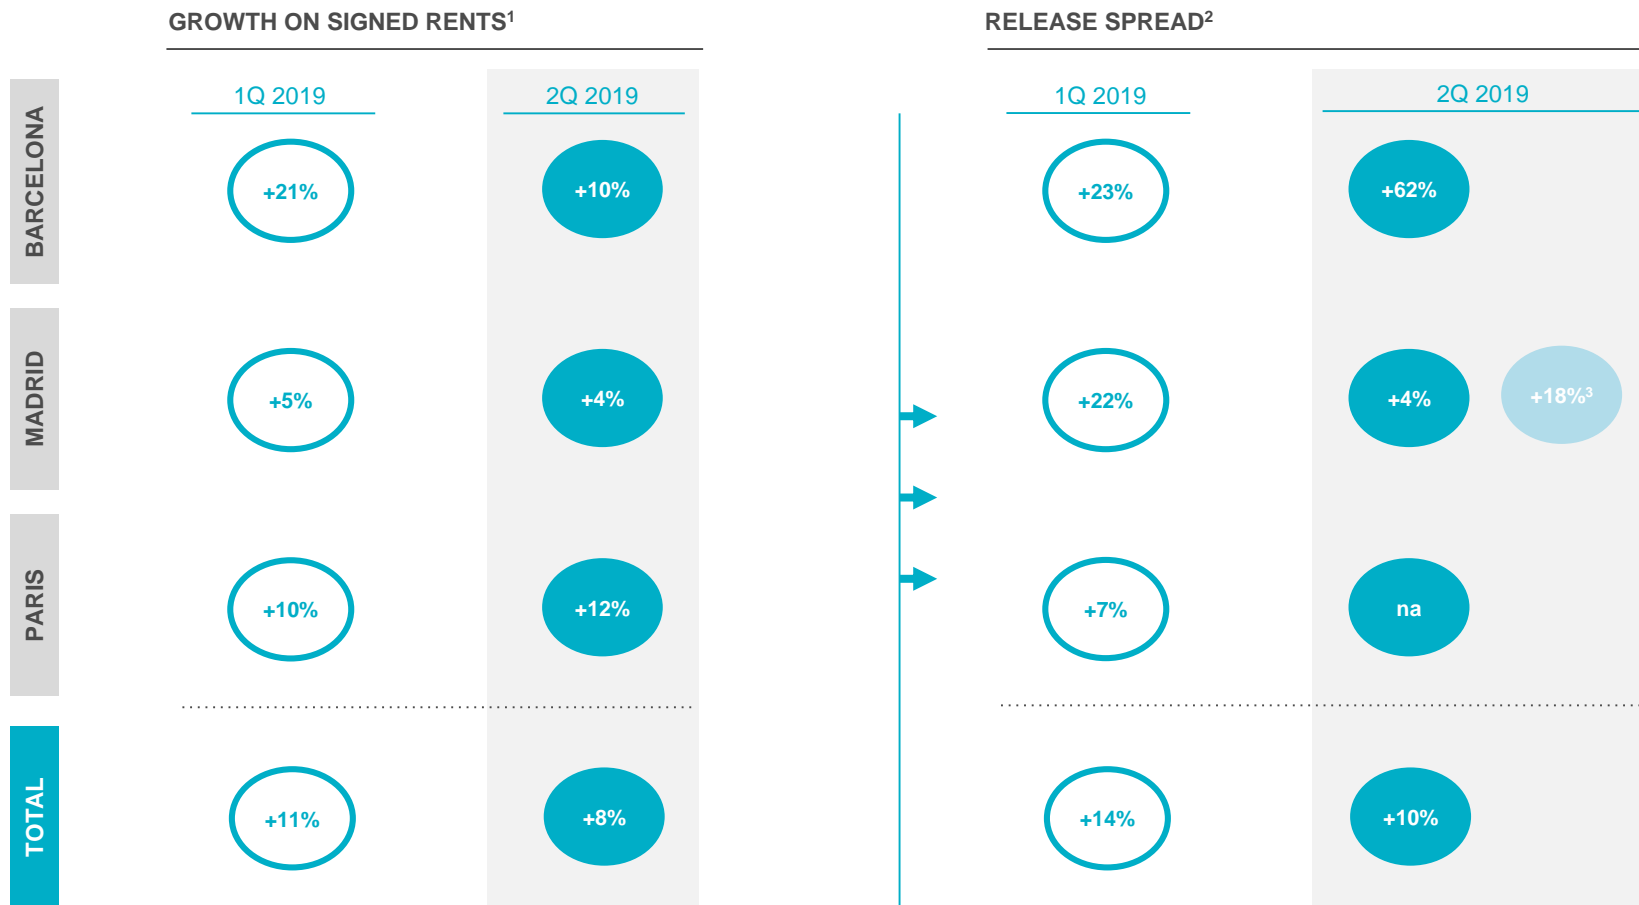 GROWTH ON SIGNED RENTS¹
RELEASE SPREAD²
1Q 2019
2Q 2019
1Q 2019
2Q 2019
BARCELONA
+21%
+10%
+23%
+62%
MADRID
+5%
+4%
+22%
+4%
+18%³
PARIS
+10%
+12%
+7%
na
TOTAL
+11%
+8%
+14%
+10%